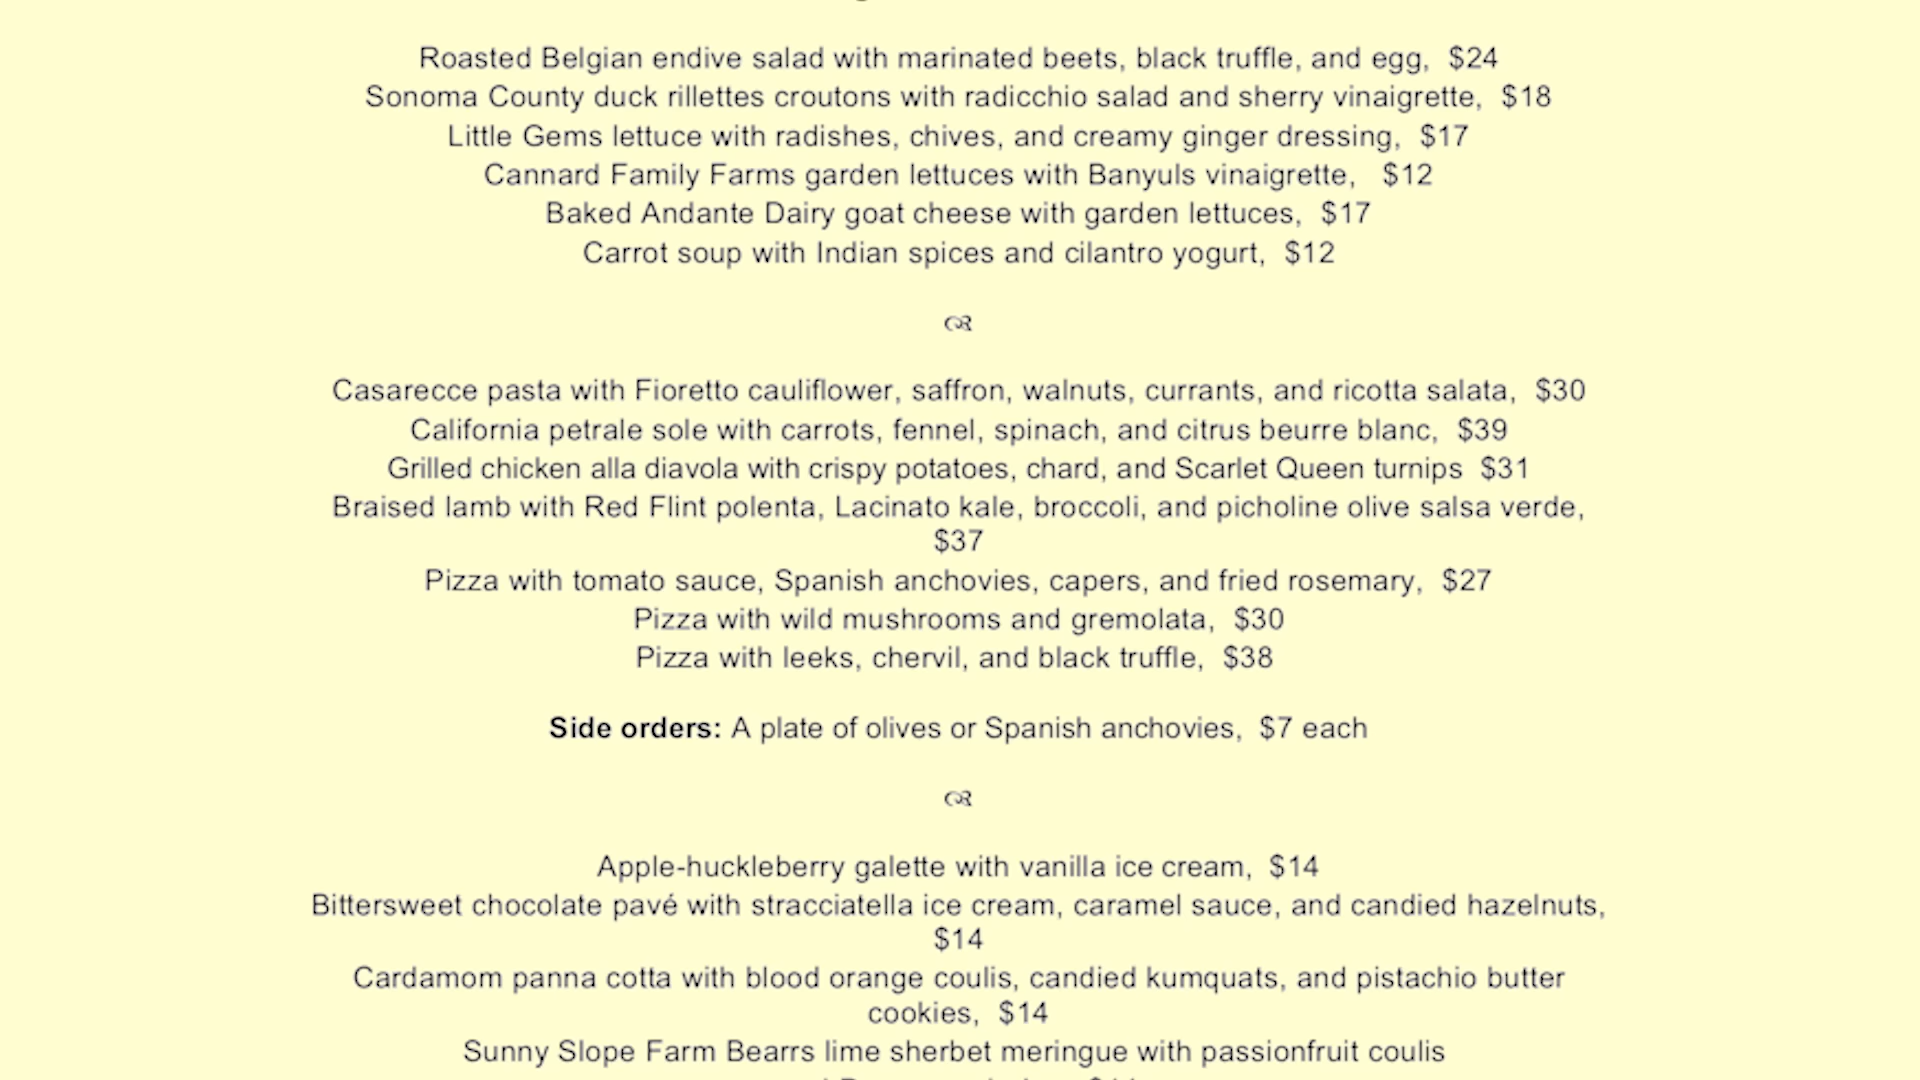 Roasted Belgian endive salad with marinated beets, black truffle, and egg,  $24
Sonoma County duck rillettes croutons with radicchio salad and sherry vinaigrette,  $18
Little Gems lettuce with radishes, chives, and creamy ginger dressing,  $17
Cannard Family Farms garden lettuces with Banyuls vinaigrette,   $12
Baked Andante Dairy goat cheese with garden lettuces,  $17
Carrot soup with Indian spices and cilantro yogurt,  $12
Casarecce pasta with Fioretto cauliflower, saffron, walnuts, currants, and ricotta salata,  $30
California petrale sole with carrots, fennel, spinach, and citrus beurre blanc,  $39
Grilled chicken alla diavola with crispy potatoes, chard, and Scarlet Queen turnips  $31
Braised lamb with Red Flint polenta, Lacinato kale, broccoli, and picholine olive salsa verde,
$37
Pizza with tomato sauce, Spanish anchovies, capers, and fried rosemary,  $27
Pizza with wild mushrooms and gremolata,  $30
Pizza with leeks, chervil, and black truffle,  $38
Side orders: A plate of olives or Spanish anchovies,  $7 each
Apple-huckleberry galette with vanilla ice cream,  $14
Bittersweet chocolate pavé with stracciatella ice cream, caramel sauce, and candied hazelnuts,
$14
Cardamom panna cotta with blood orange coulis, candied kumquats, and pistachio butter
cookies,  $14
Sunny Slope Farm Bearrs lime sherbet meringue with passionfruit coulis